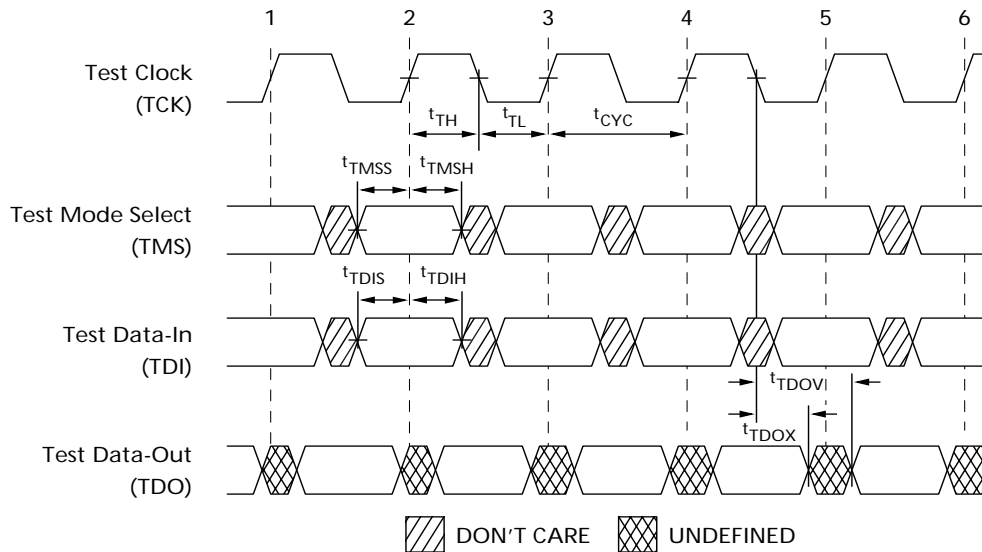 1 2 3 4 5 6
Test Clock
(TCK)
tTH tTL tCYC
tTMSS tTMSH
Test Mode Select
(TMS)
tTDIS tTDIH
Test Data-In
(TDI)
tTDOV
tTDOX
Test Data-Out
(TDO)
DON'T CARE UNDEFINED